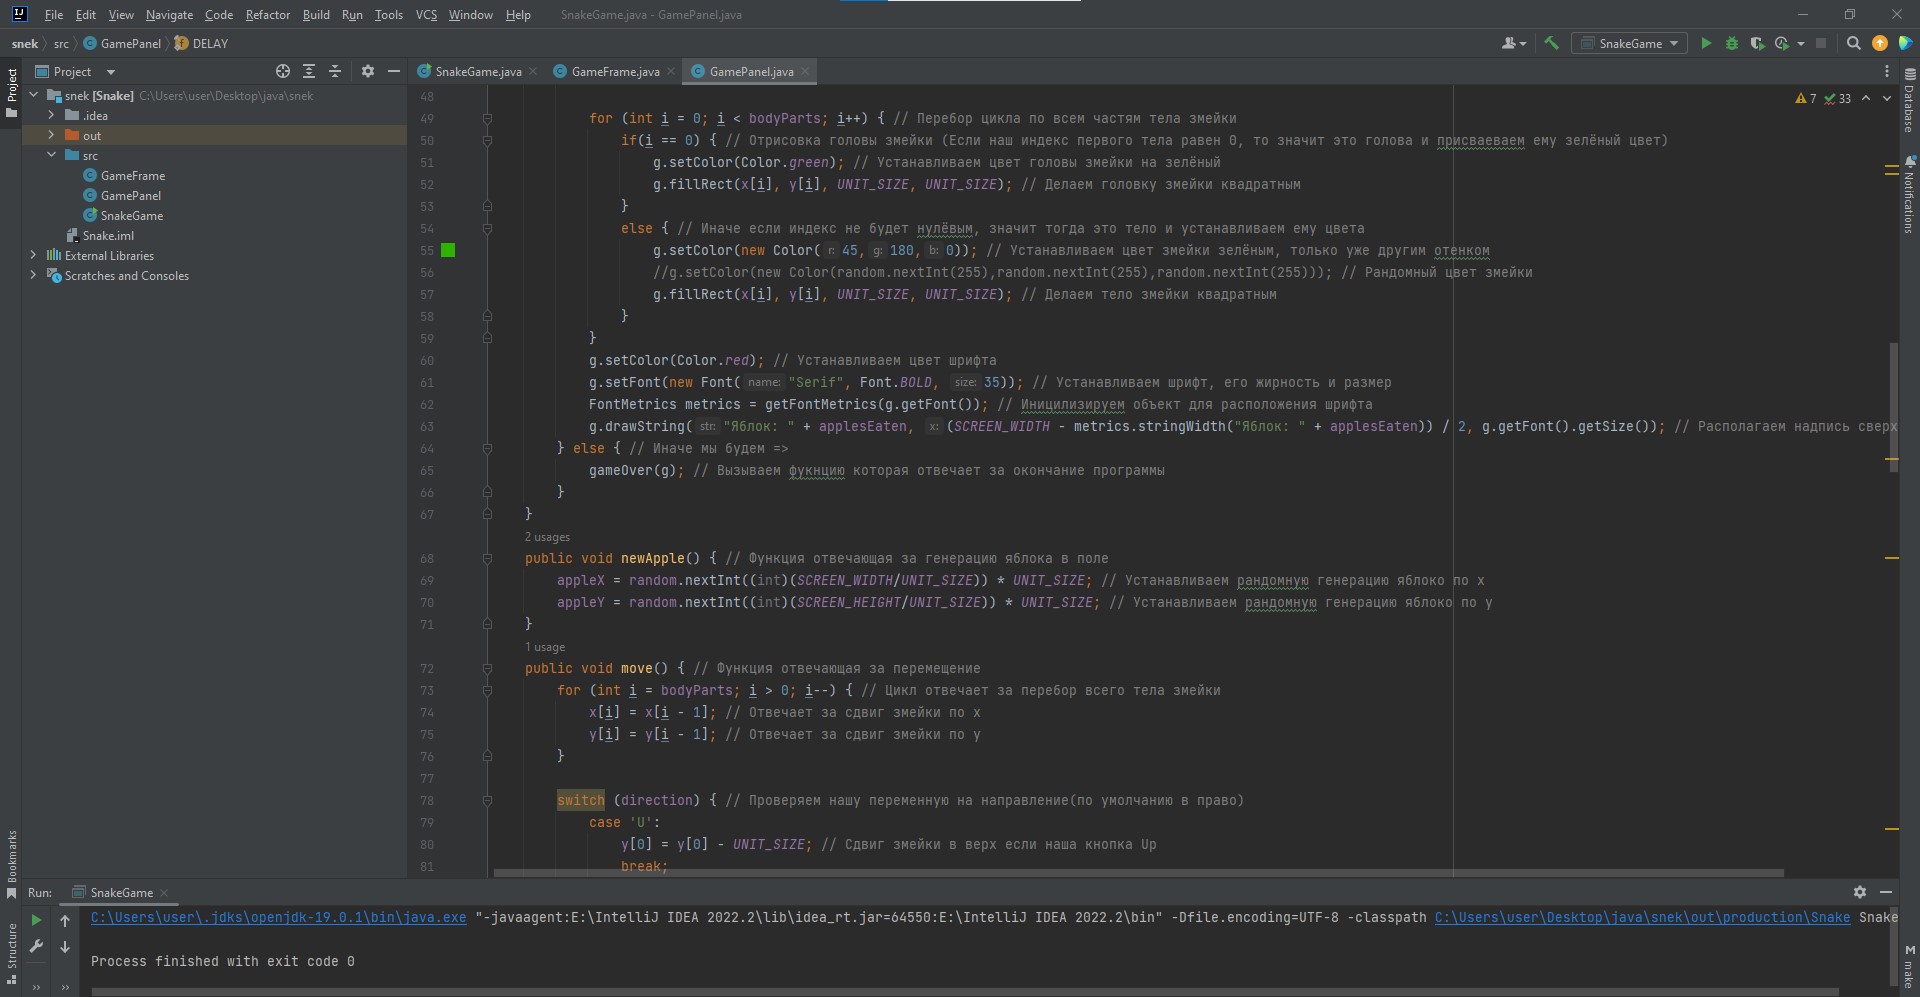 File Edit View Navigate Code Refactor Build Run Tools VCS Window Help SnakeGame.java - GamePanel.java
snek src GamePanel DELAY SnakeGame
Project
Project
snek [Snake] C:\Users\user\Desktop\java\snek
.idea
out
src
GameFrame
GamePanel
SnakeGame
Snake.iml
External Libraries
Scratches and Consoles
SnakeGame.java GameFrame.java GamePanel.java
7 33
48
49 for (int i = 0; i < bodyParts; i++) { // Перебор цикла по всем частям тела змейки
50 if(i == 0) { // Отрисовка головы змейки (Если наш индекс первого тела равен 0, то значит это голова и присваеваем ему зелёный цвет)
51 g.setColor(Color.green); // Устанавливаем цвет головы змейки на зелёный
52 g.fillRect(x[i], y[i], UNIT_SIZE, UNIT_SIZE); // Делаем головку змейки квадратным
53 }
54 else { // Иначе если индекс не будет нулёвым, значит тогда это тело и устанавливаем ему цвета
55 g.setColor(new Color( r: 45, g: 180, b: 0)); // Устанавливаем цвет змейки зелёным, только уже другим отенком
56 //g.setColor(new Color(random.nextInt(255),random.nextInt(255),random.nextInt(255))); // Рандомный цвет змейки
57 g.fillRect(x[i], y[i], UNIT_SIZE, UNIT_SIZE); // Делаем тело змейки квадратным
58 }
59 }
60 g.setColor(Color.red); // Устанавливаем цвет шрифта
61 g.setFont(new Font( name: "Serif", Font.BOLD, size: 35)); // Устанавливаем шрифт, его жирность и размер
62 FontMetrics metrics = getFontMetrics(g.getFont()); // Иницилизируем объект для расположения шрифта
63 g.drawString( str: "Яблок: " + applesEaten, x: (SCREEN_WIDTH - metrics.stringWidth("Яблок: " + applesEaten)) / 2, g.getFont().getSize()); // Располагаем надпись сверх
64 } else { // Иначе мы будем =>
65 gameOver(g); // Вызываем фукнцию которая отвечает за окончание программы
66 }
67 }
2 usages
68 public void newApple() { // Функция отвечающая за генерацию яблока в поле
69 appleX = random.nextInt((int)(SCREEN_WIDTH/UNIT_SIZE)) * UNIT_SIZE; // Устанавливаем рандомную генерацию яблоко по x
70 appleY = random.nextInt((int)(SCREEN_HEIGHT/UNIT_SIZE)) * UNIT_SIZE; // Устанавливаем рандомную генерацию яблоко по y
71 }
1 usage
72 public void move() { // Функция отвечающая за перемещение
73 for (int i = bodyParts; i > 0; i--) { // Цикл отвечает за перебор всего тела змейки
74 x[i] = x[i - 1]; // Отвечает за сдвиг змейки по x
75 y[i] = y[i - 1]; // Отвечает за сдвиг змейки по y
76 }
77
78 switch (direction) { // Проверяем нашу переменную на направление(по умолчанию в право)
79 case 'U':
80 y[0] = y[0] - UNIT_SIZE; // Сдвиг змейки в верх если наша кнопка Up
81 break;
Database
Notifications
make
Bookmarks
Structure
Run: SnakeGame
C:\Users\user\.jdks\openjdk-19.0.1\bin\java.exe "-javaagent:E:\IntelliJ IDEA 2022.2\lib\idea_rt.jar=64550:E:\IntelliJ IDEA 2022.2\bin" -Dfile.encoding=UTF-8 -classpath C:\Users\user\Desktop\java\snek\out\production\Snake Snake
Process finished with exit code 0